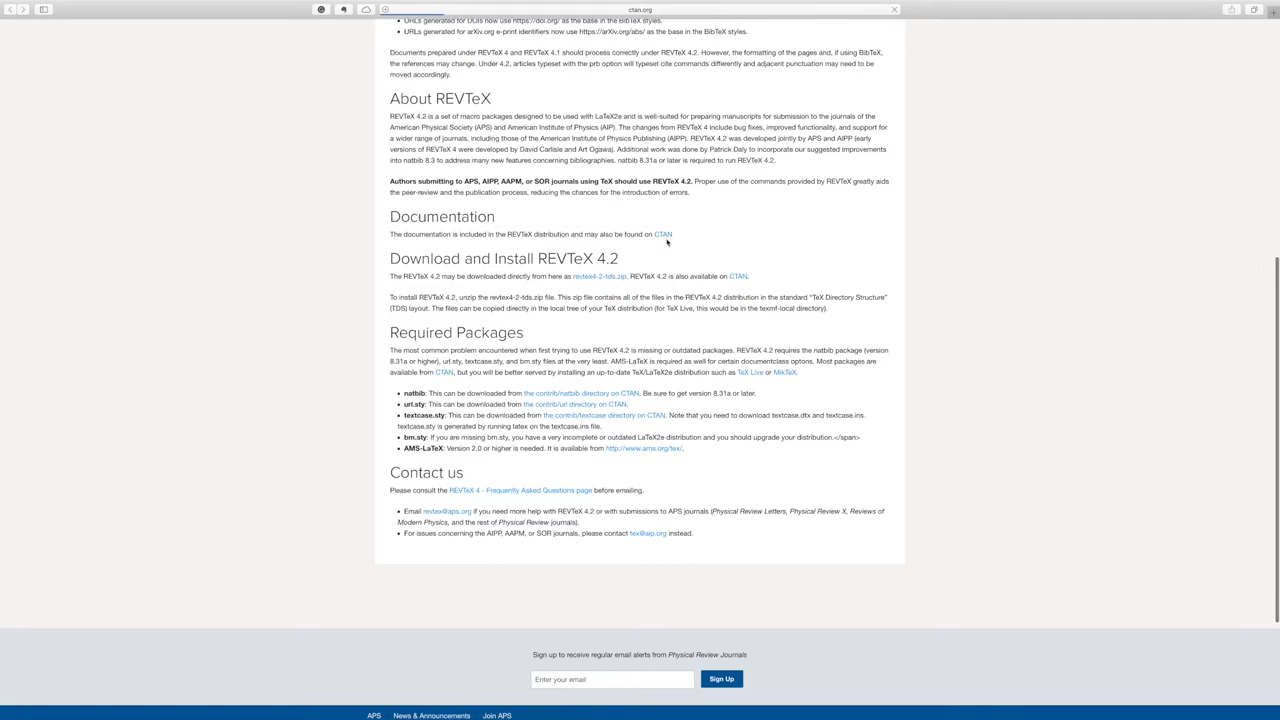 ctan.org
• URLs generated for DOIs now use https://doi.org/ as the base in the BibTeX styles.
• URLs generated for arXiv.org e-print identifiers now use https://arXiv.org/abs/ as the base in the BibTeX styles.
Documents prepared under REVTeX 4 and REVTeX 4.1 should process correctly under REVTeX 4.2. However, the formatting of the pages and, if using BibTeX,
the references may change. Under 4.2, articles typeset with the prb option will typeset cite commands differently and adjacent punctuation may need to be
moved accordingly.
About REVTeX
REVTeX 4.2 is a set of macro packages designed to be used with LaTeX2e and is well-suited for preparing manuscripts for submission to the journals of the
American Physical Society (APS) and American Institute of Physics (AIP). The changes from REVTeX 4 include bug fixes, improved functionality, and support for
a wider range of journals, including those of the American Institute of Physics Publishing (AIPP). REVTeX 4.2 was developed jointly by APS and AIPP (early
versions of REVTeX 4 were developed by David Carlisle and Art Ogawa). Additional work was done by Patrick Daly to incorporate our suggested improvements
into natbib 8.3 to address many new features concerning bibliographies. natbib 8.31a or later is required to run REVTeX 4.2.
Authors submitting to APS, AIPP, AAPM, or SOR journals using TeX should use REVTeX 4.2. Proper use of the commands provided by REVTeX greatly aids
the peer-review and the publication process, reducing the chances for the introduction of errors.
Documentation
The documentation is included in the REVTeX distribution and may also be found on CTAN
Download and Install REVTeX 4.2
The REVTeX 4.2 may be downloaded directly from here as revtex4-2-tds.zip. REVTeX 4.2 is also available on CTAN.
To install REVTeX 4.2, unzip the revtex4-2-tds.zip file. This zip file contains all of the files in the REVTeX 4.2 distribution in the standard “TeX Directory Structure”
(TDS) layout. The files can be copied directly in the local tree of your TeX distribution (for TeX Live, this would be in the texmf-local directory).
Required Packages
The most common problem encountered when first trying to use REVTeX 4.2 is missing or outdated packages. REVTeX 4.2 requires the natbib package (version
8.31a or higher), url.sty, textcase.sty, and bm.sty files at the very least. AMS-LaTeX is required as well for certain documentclass optons. Most packages are
available from CTAN, but you will be better served by installing an up-to-date TeX/LaTeX2e distribution such as TeX Live or MikTeX.
• natbib: This can be downloaded from the contrib/natbib directory on CTAN. Be sure to get version 8.31a or later.
• url.sty: This can be downloaded from the contrib/url directory on CTAN.
• textcase.sty: This can be downloaded from the contrib/textcase directory on CTAN. Note that you need to download textcase.dtx and textcase.ins.
textcase.sty is generated by running latex on the textcase.ins file.
• bm.sty: If you are missing bm.sty, you have a very incomplete or outdated LaTeX2e distribution and you should upgrade your distribution.</span>
• AMS-LaTeX: Version 2.0 or higher is needed. It is available from http://www.ams.org/tex/.
Contact us
Please consult the REVTeX 4 - Frequently Asked Questions page before emailing.
• Email revtex@aps.org if you need more help with REVTeX 4.2 or with submissions to APS journals (Physical Review Letters, Physical Review X, Reviews of
Modern Physics, and the rest of Physical Review journals).
• For issues concerning the AIPP, AAPM, or SOR journals, please contact tex@aip.org instead.
Sign up to receive regular email alerts from Physical Review Journals
Enter your email
Sign Up
APS News & Announcements Join APS